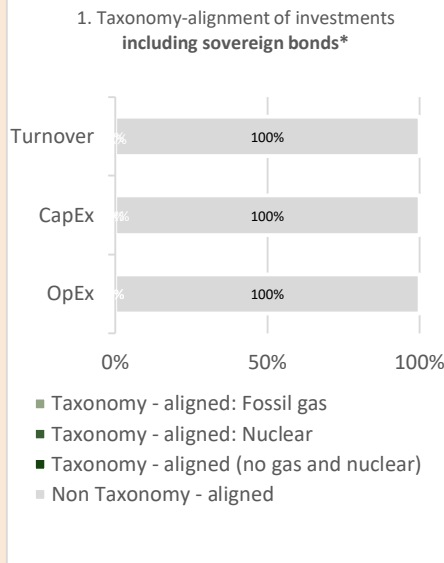 1. Taxonomy-alignment of investments
including sovereign bonds*
Turnover
100%
CapEx
100%
OpEx
100%
0% 50% 100%
Taxonomy - aligned: Fossil gas
Taxonomy - aligned: Nuclear
Taxonomy - aligned (no gas and nuclear)
Non Taxonomy - aligned